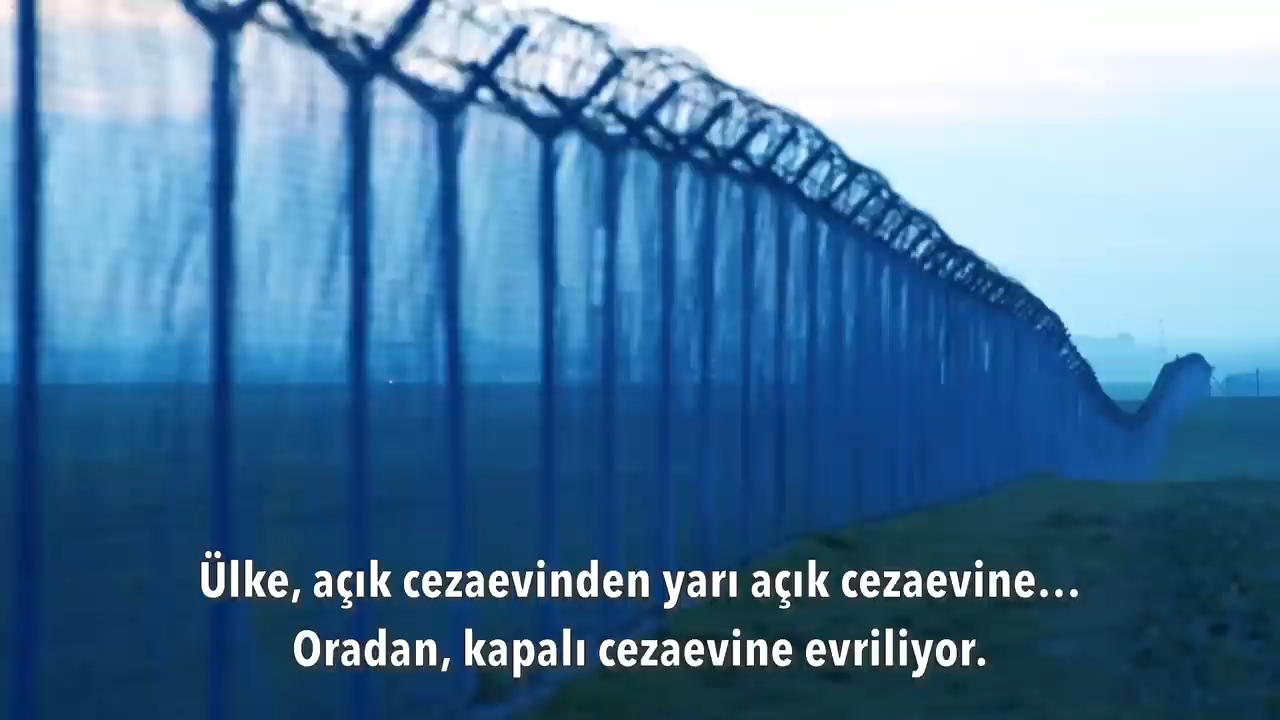 Ülke, açık cezaevinden yarı açık cezaevine...
Oradan, kapalı cezaevine evriliyor.